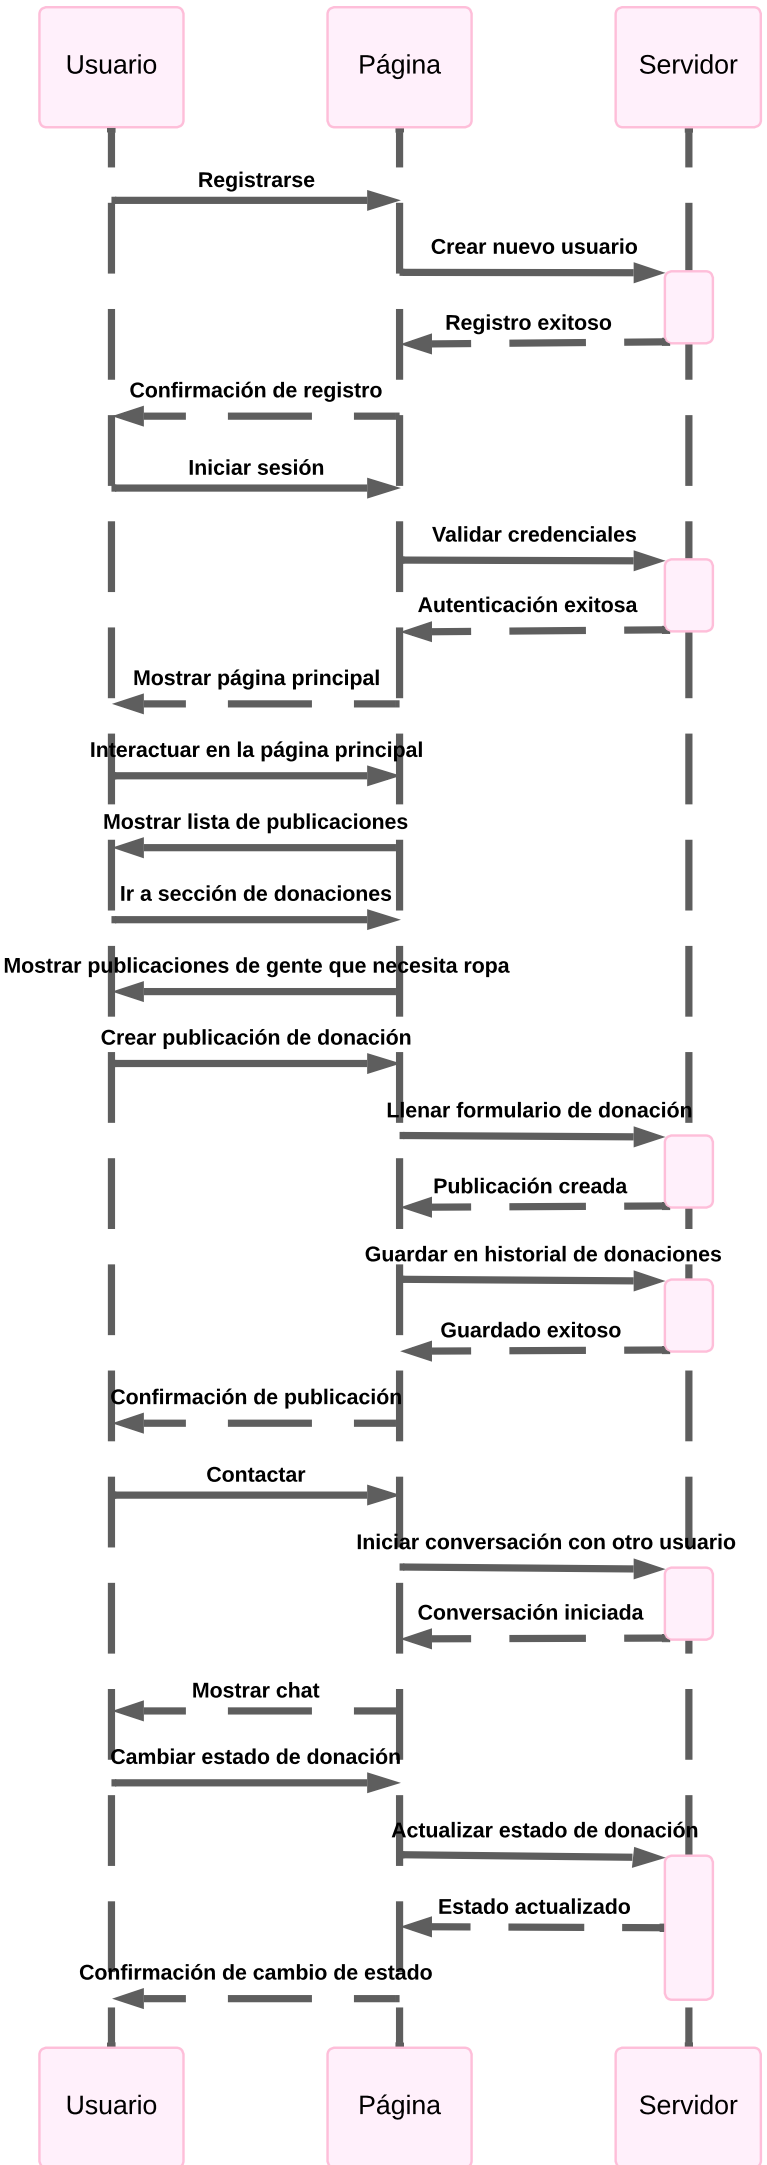 Usuario
Página
Servidor
Registrarse
Crear nuevo usuario
Registro exitoso
Confirmación de registro
Iniciar sesión
Validar credenciales
Autenticación exitosa
Mostrar página principal
Interactuar en la página principal
Mostrar lista de publicaciones
Ir a sección de donaciones
Mostrar publicaciones de gente que necesita ropa
Crear publicación de donación
Llenar formulario de donación
Publicación creada
Guardar en historial de donaciones
Guardado exitoso
Confirmación de publicación
Contactar
Iniciar conversación con otro usuario
Conversación iniciada
Mostrar chat
Cambiar estado de donación
Actualizar estado de donación
Estado actualizado
Confirmación de cambio de estado
Usuario
Página
Servidor